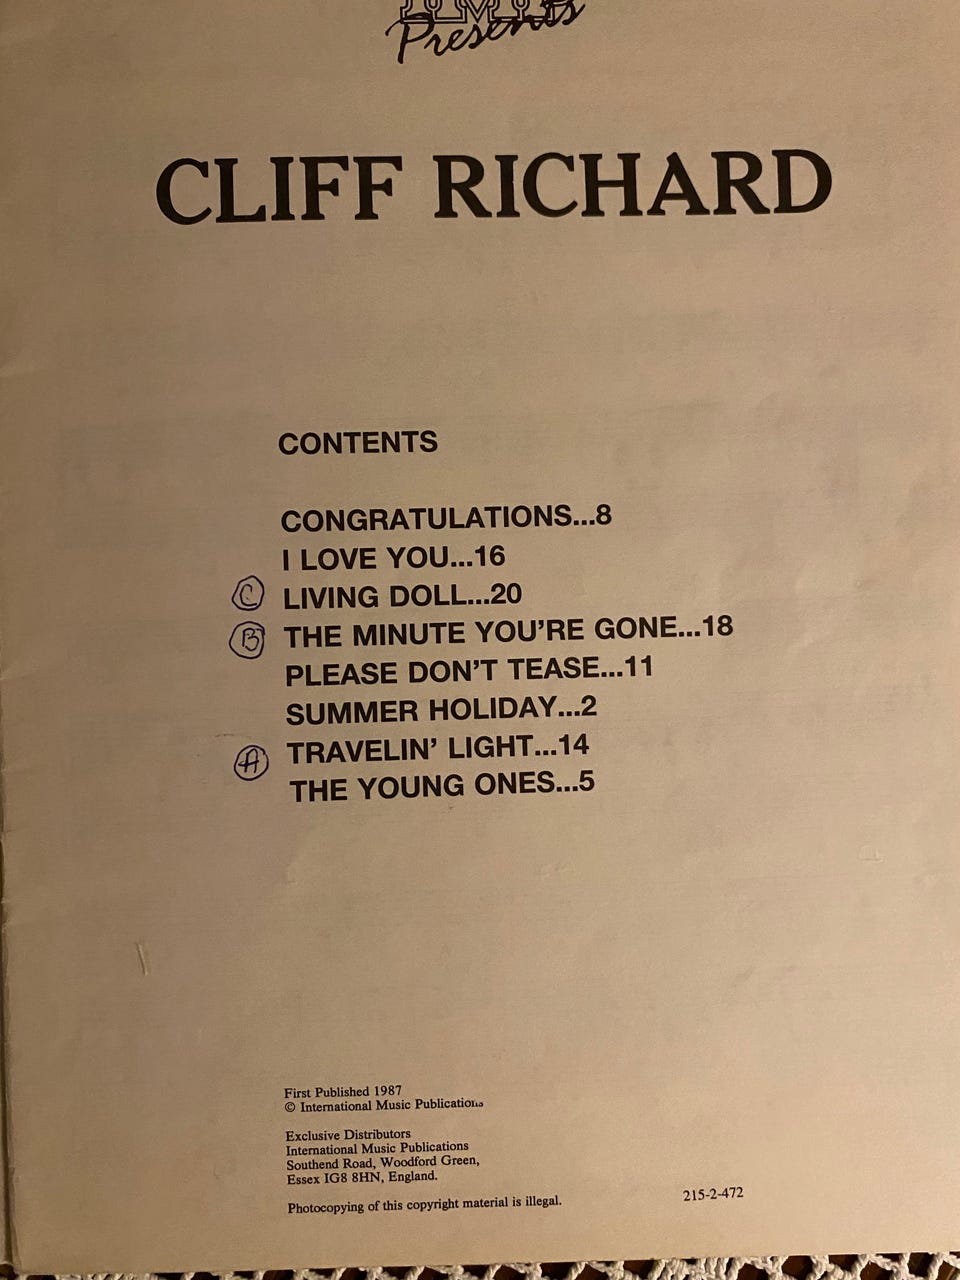 Presents
CLIFF RICHARD
CONTENTS
CONGRATULATIONS...8
I LOVE YOU...16
C LIVING DOLL...20
B THE MINUTE YOU'RE GONE...18
PLEASE DON'T TEASE...11
SUMMER HOLIDAY...2
A TRAVELIN' LIGHT...14
THE YOUNG ONES...5
First Published 1987
© International Music Publications
Exclusive Distributors
International Music Publications
Southend Road, Woodford Green,
Essex IG8 8HN, England.
Photocopying of this copyright material is illegal.
215-2-472